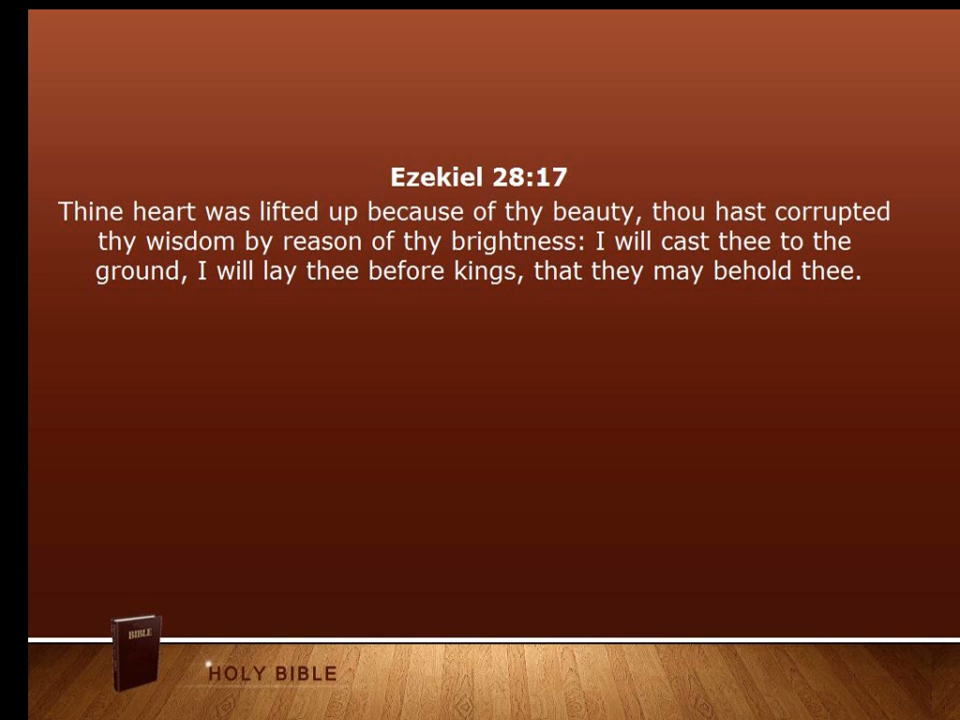 Ezekiel 28:17
Thine heart was lifted up because of thy beauty, thou hast corrupted
thy wisdom by reason of thy brightness: I will cast thee to the
ground, I will lay thee before kings, that they may behold thee.
BIBLE
HOLY BIBLE